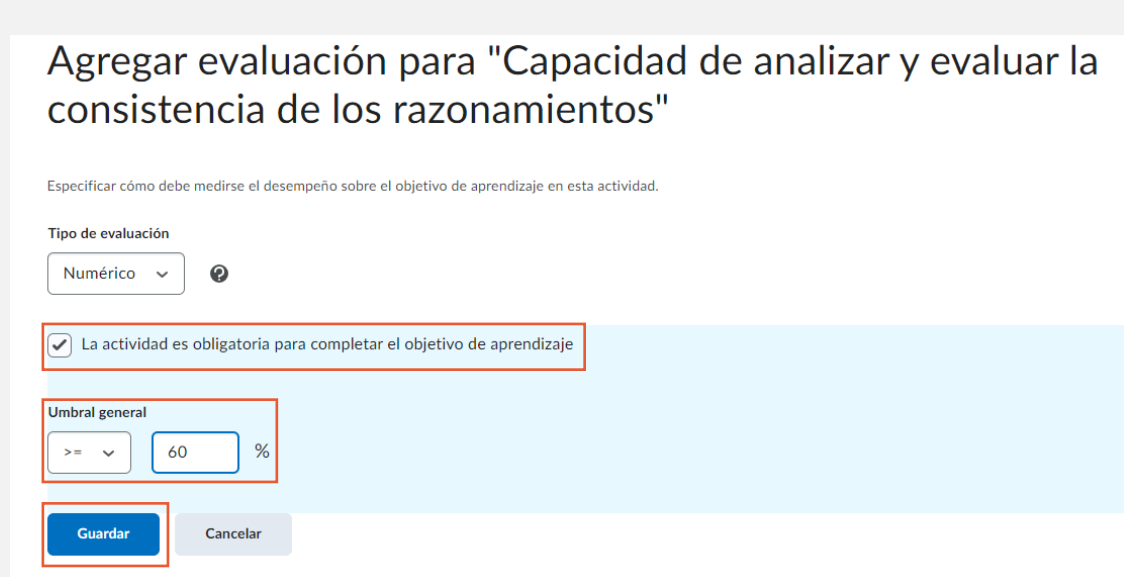 Agregar evaluación para "Capacidad de analizar y evaluar la
consistencia de los razonamientos"
Especificar cómo debe medirse el desempeño sobre el objetivo de aprendizaje en esta actividad.
Tipo de evaluación
Numérico
La actividad es obligatoria para completar el objetivo de aprendizaje
Umbral general
>= 60 %
Guardar Cancelar